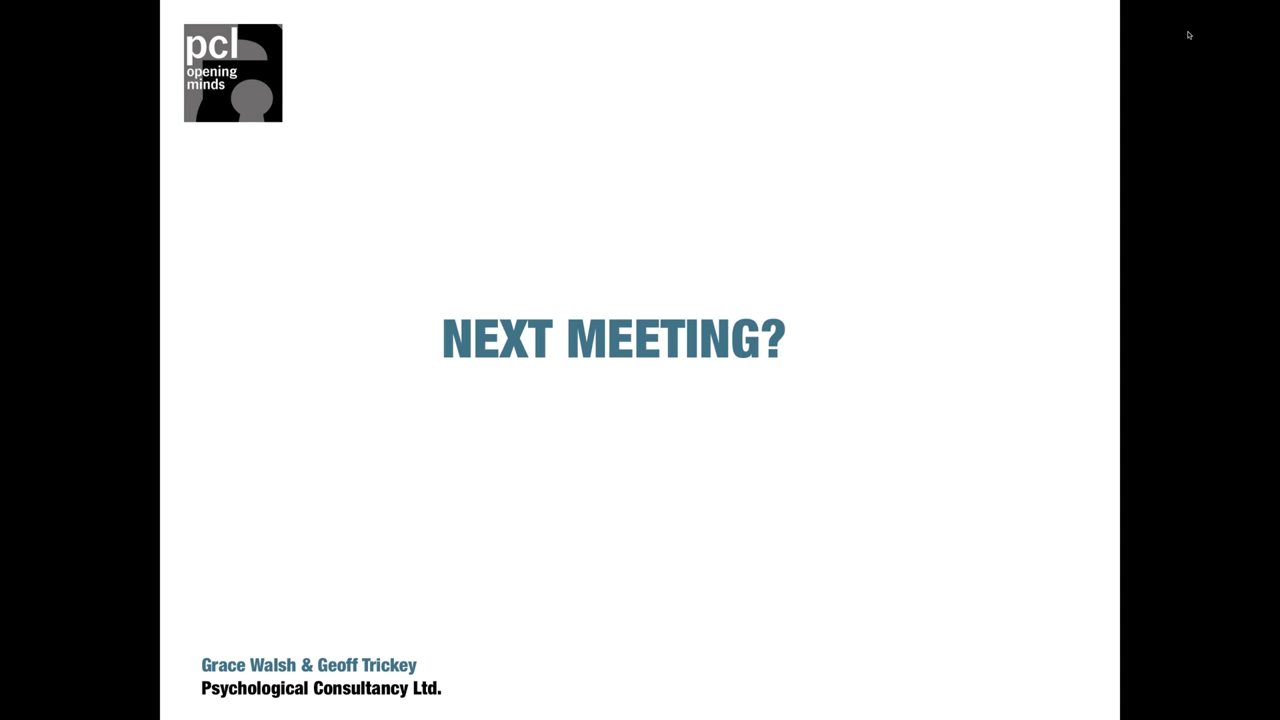 pcl
opening
minds
NEXT MEETING?
Grace Walsh & Geoff Trickey
Psychological Consultancy Ltd.